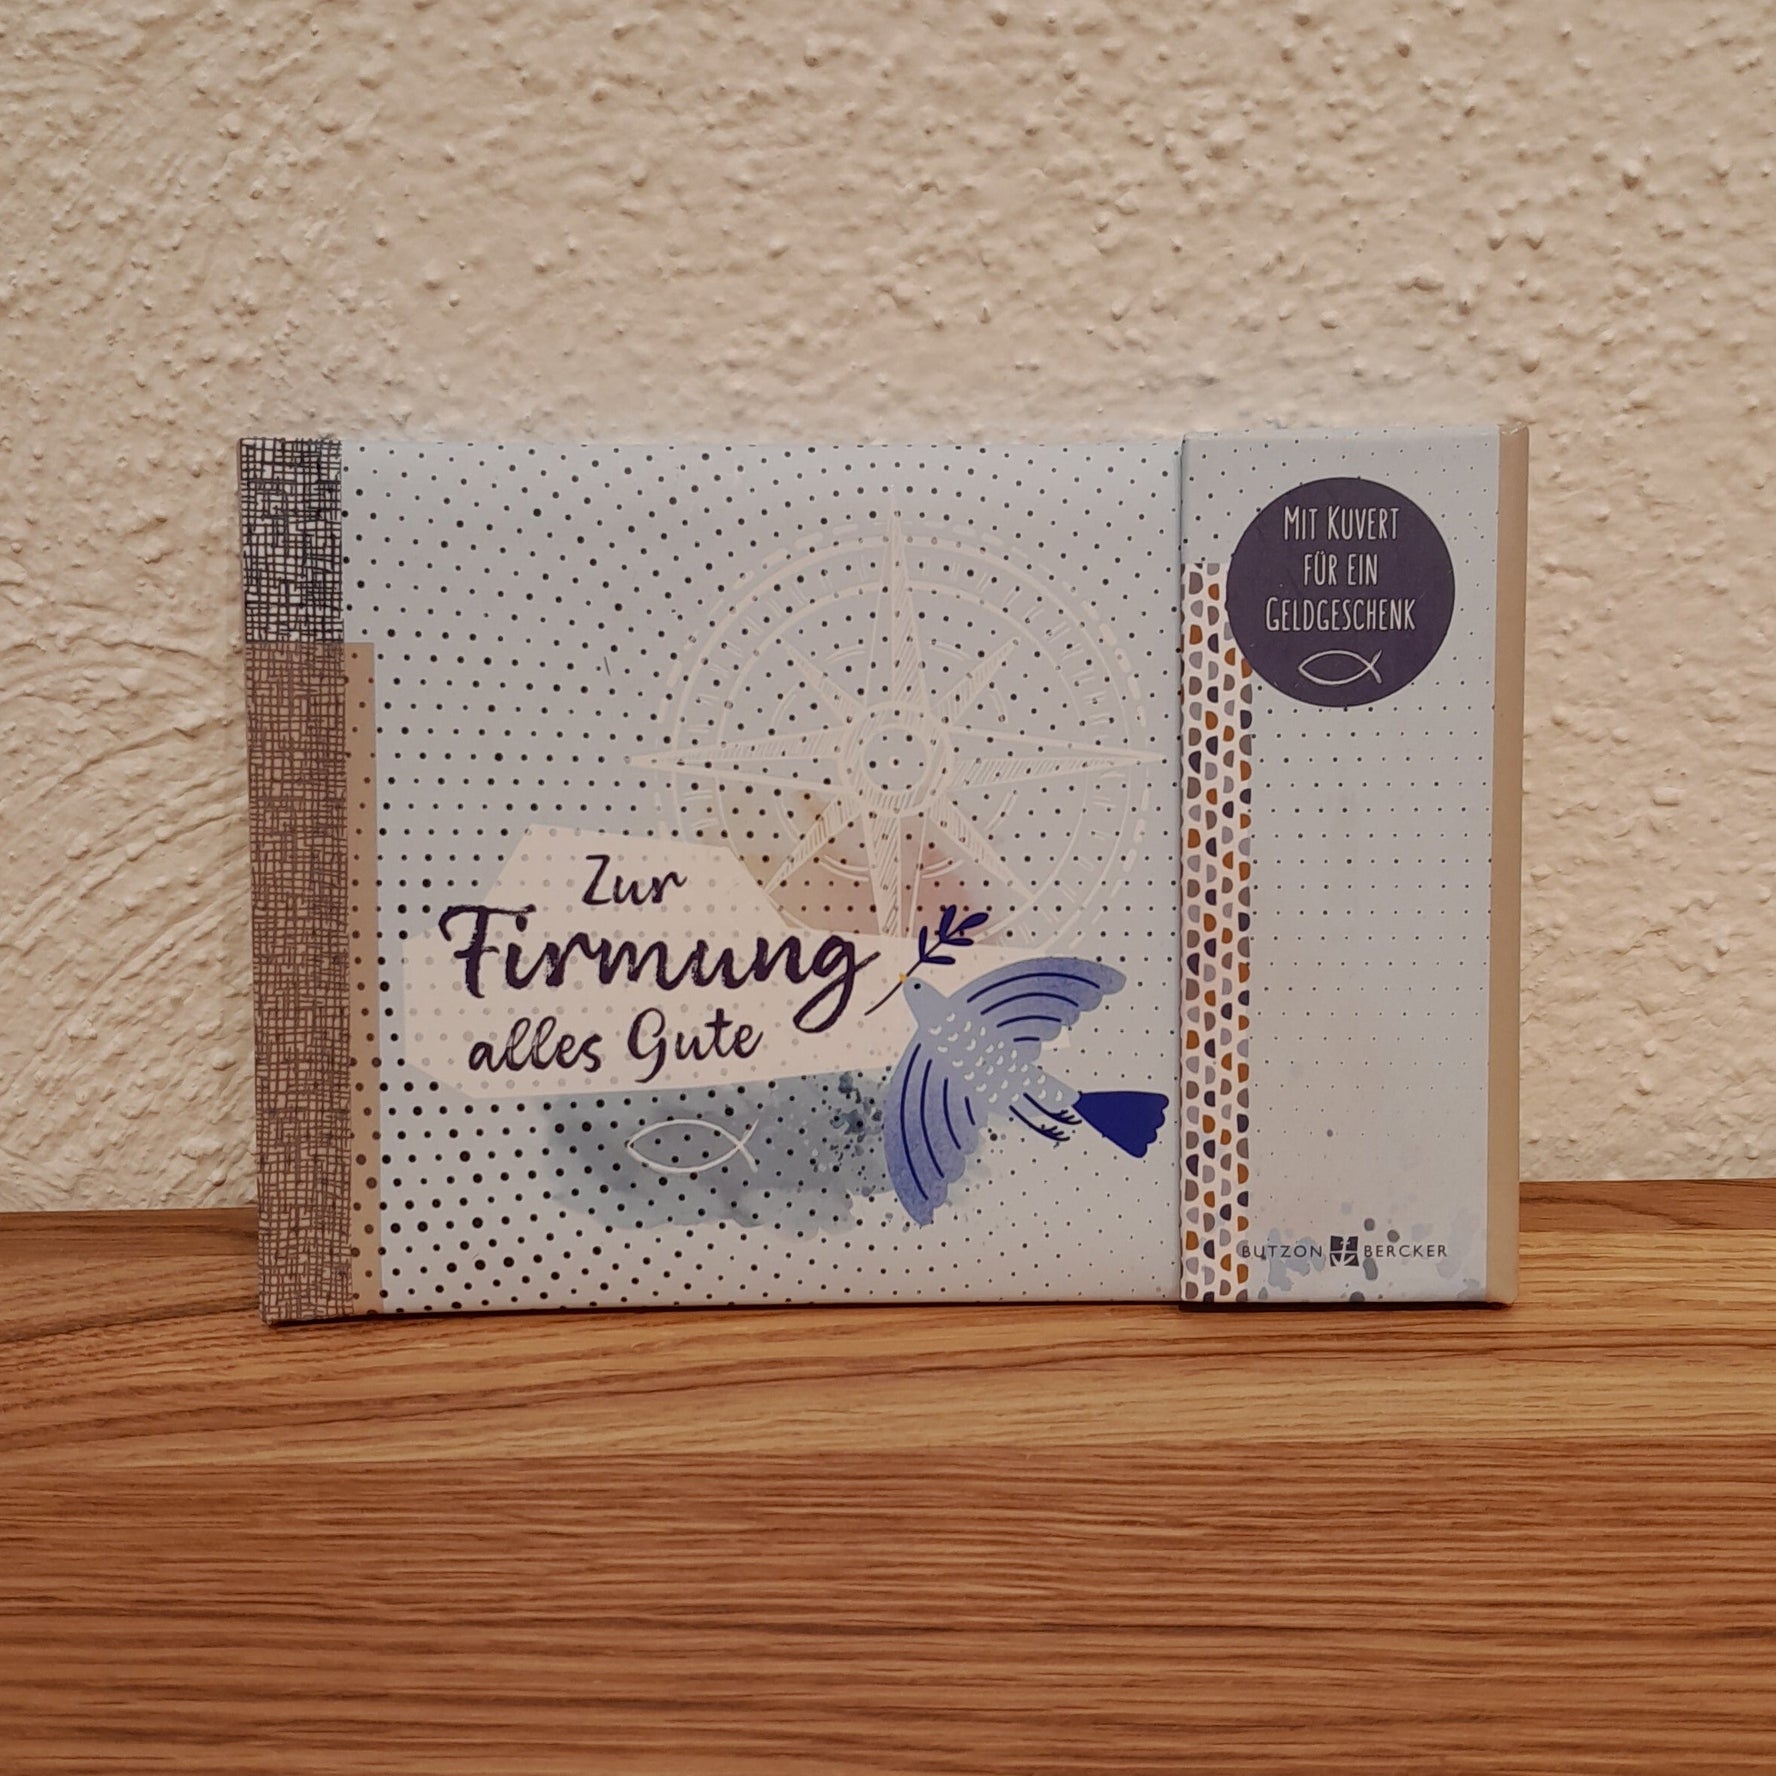 Zur
Firmung
alles Gute
MIT KUVERT
FÜR EIN
GELDGESCHENK
BUTZON BERCKER